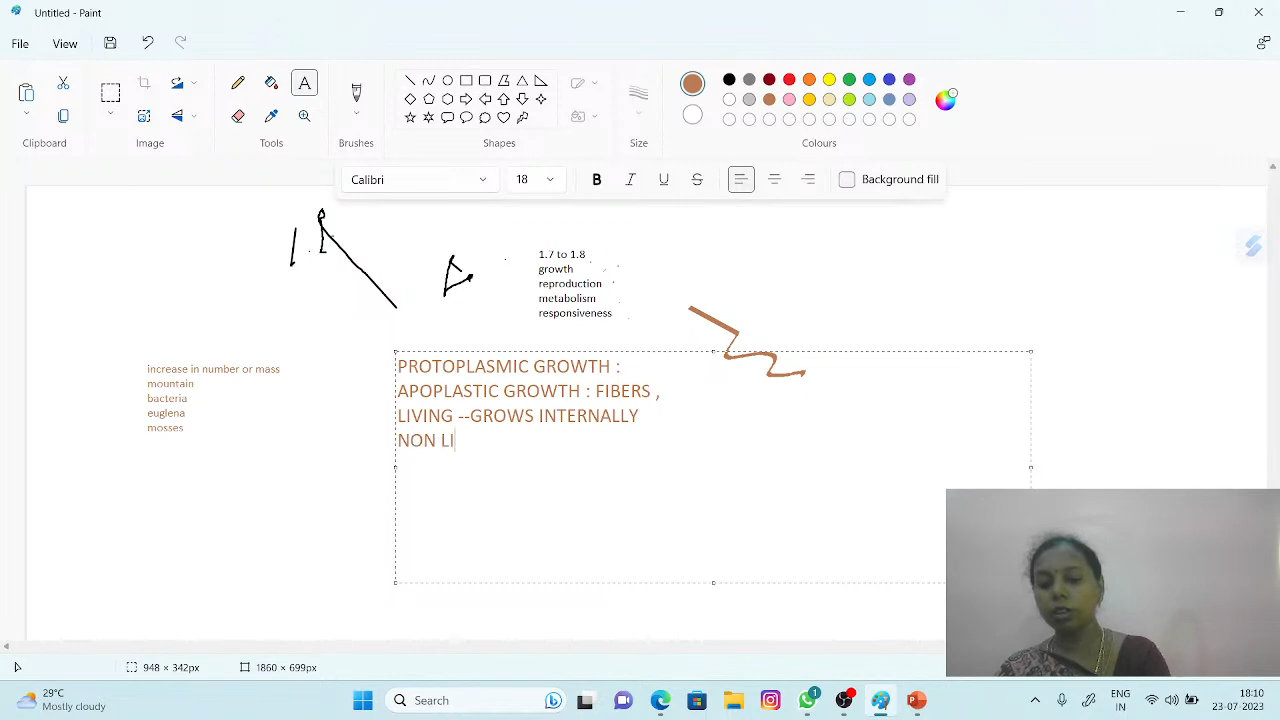 Untitled - Paint
File View
Clipboard
Image
Tools
Brushes
Shapes
Size
Colours
Calibri
18
B I U S
Background fill
1.7 to 1.8
growth
reproduction
metabolism
responsiveness
increase in number or mass
mountain
bacteria
euglena
mosses
PROTOPLASMIC GROWTH :
APOPLASTIC GROWTH : FIBERS ,
LIVING --GROWS INTERNALLY
NON LI
948 × 342px
1860 × 699px
29°C
Mostly cloudy
Search
1
ENG
IN
18:10
23-07-2023